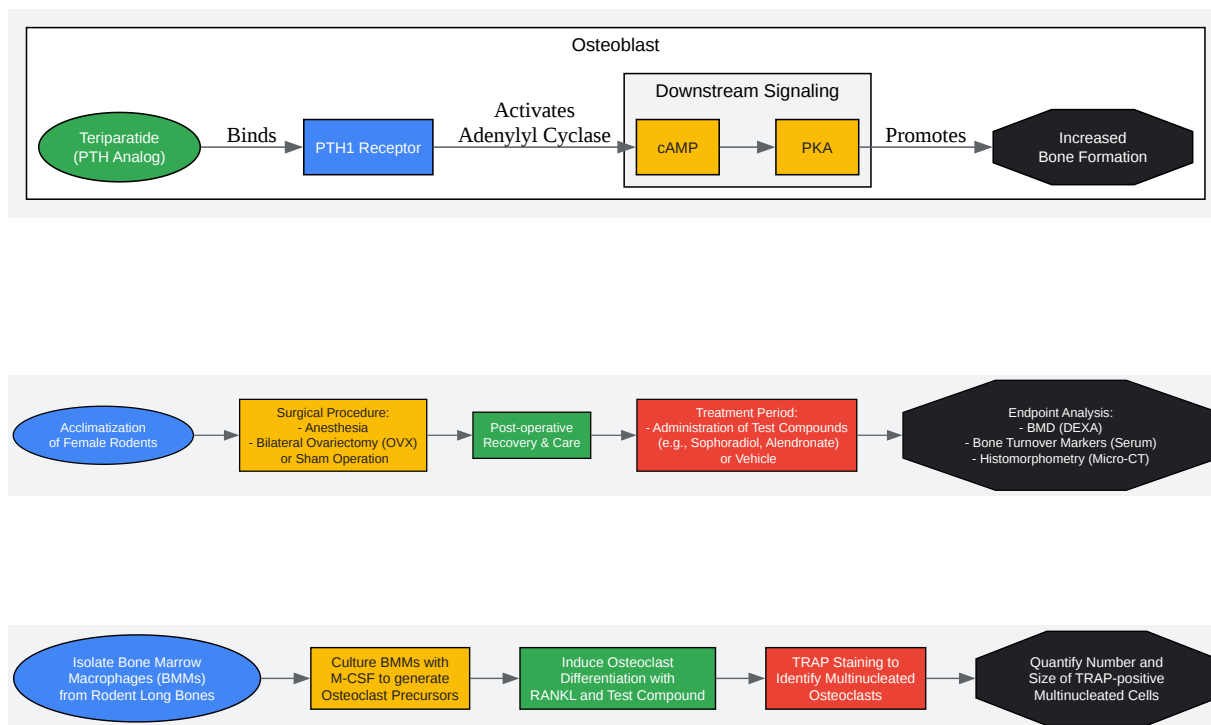 Osteoblast
Downstream Signaling
Teriparatide
(PTH Analog)
Binds
PTH1 Receptor
Activates
Adenylyl Cyclase
cAMP
PKA
Promotes
Increased
Bone Formation
Acclimatization
of Female Rodents
Surgical Procedure:
- Anesthesia
- Bilateral Ovariectomy (OVX)
or Sham Operation
Post-operative
Recovery & Care
Treatment Period:
- Administration of Test Compounds
(e.g., Sophoradiol, Alendronate)
or Vehicle
Endpoint Analysis:
- BMD (DEXA)
- Bone Turnover Markers (Serum)
- Histomorphometry (Micro-CT)
Isolate Bone Marrow
Macrophages (BMMs)
from Rodent Long Bones
Culture BMMs with
M-CSF to generate
Osteoclast Precursors
Induce Osteoclast
Differentiation with
RANKL and Test Compound
TRAP Staining to
Identify Multinucleated
Osteoclasts
Quantify Number and
Size of TRAP-positive
Multinucleated Cells